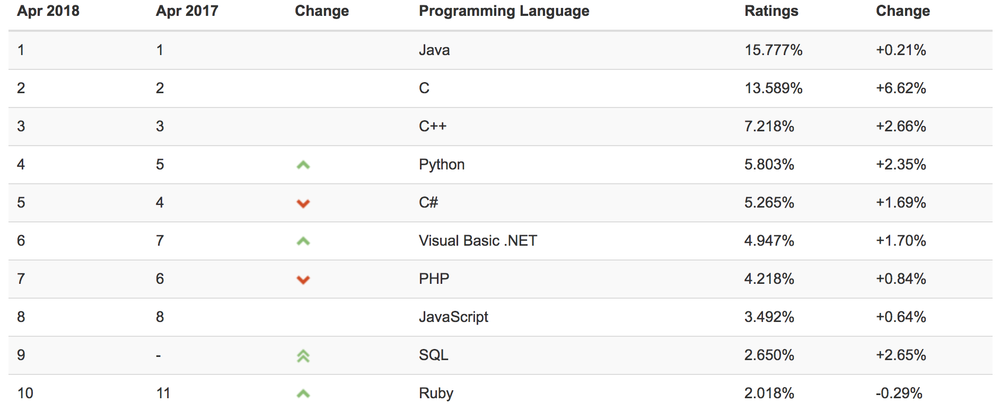 Apr 2018 Apr 2017 Change Programming Language Ratings Change
1 1 Java 15.777% +0.21%
2 2 C 13.589% +6.62%
3 3 C++ 7.218% +2.66%
4 5 Python 5.803% +2.35%
5 4 C# 5.265% +1.69%
6 7 Visual Basic .NET 4.947% +1.70%
7 6 PHP 4.218% +0.84%
8 8 JavaScript 3.492% +0.64%
9 - SQL 2.650% +2.65%
10 11 Ruby 2.018% -0.29%